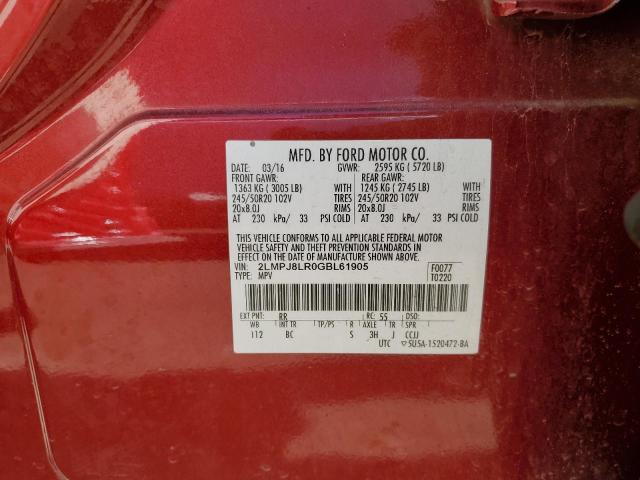 MFD. BY FORD MOTOR CO.
DATE: 03/16 GVWR: 2595 KG ( 5720 LB)
FRONT GAWR: REAR GAWR:
1363 KG ( 3005 LB) WITH 1245 KG ( 2745 LB) WITH
245/50R20 102V TIRES 245/50R20 102V TIRES
20x8.0J RIMS 20x8.0J RIMS
AT 230 kPa/ 33 PSI COLD AT 230 kPa/ 33 PSI COLD
THIS VEHICLE CONFORMS TO ALL APPLICABLE FEDERAL MOTOR
VEHICLE SAFETY AND THEFT PREVENTION STANDARDS IN
EFFECT ON THE DATE OF MANUFACTURE SHOWN ABOVE.
VIN: 2LMPJ8LR0GBL61905 F0077
TYPE: MPV T0220
EXT PNT: RR RC: 55 DSO:
WB INT TR TP/PS R AXLE TR SPR
112 BC S 3H J CCJJ
UTC ▽5U5A-1520472-BA